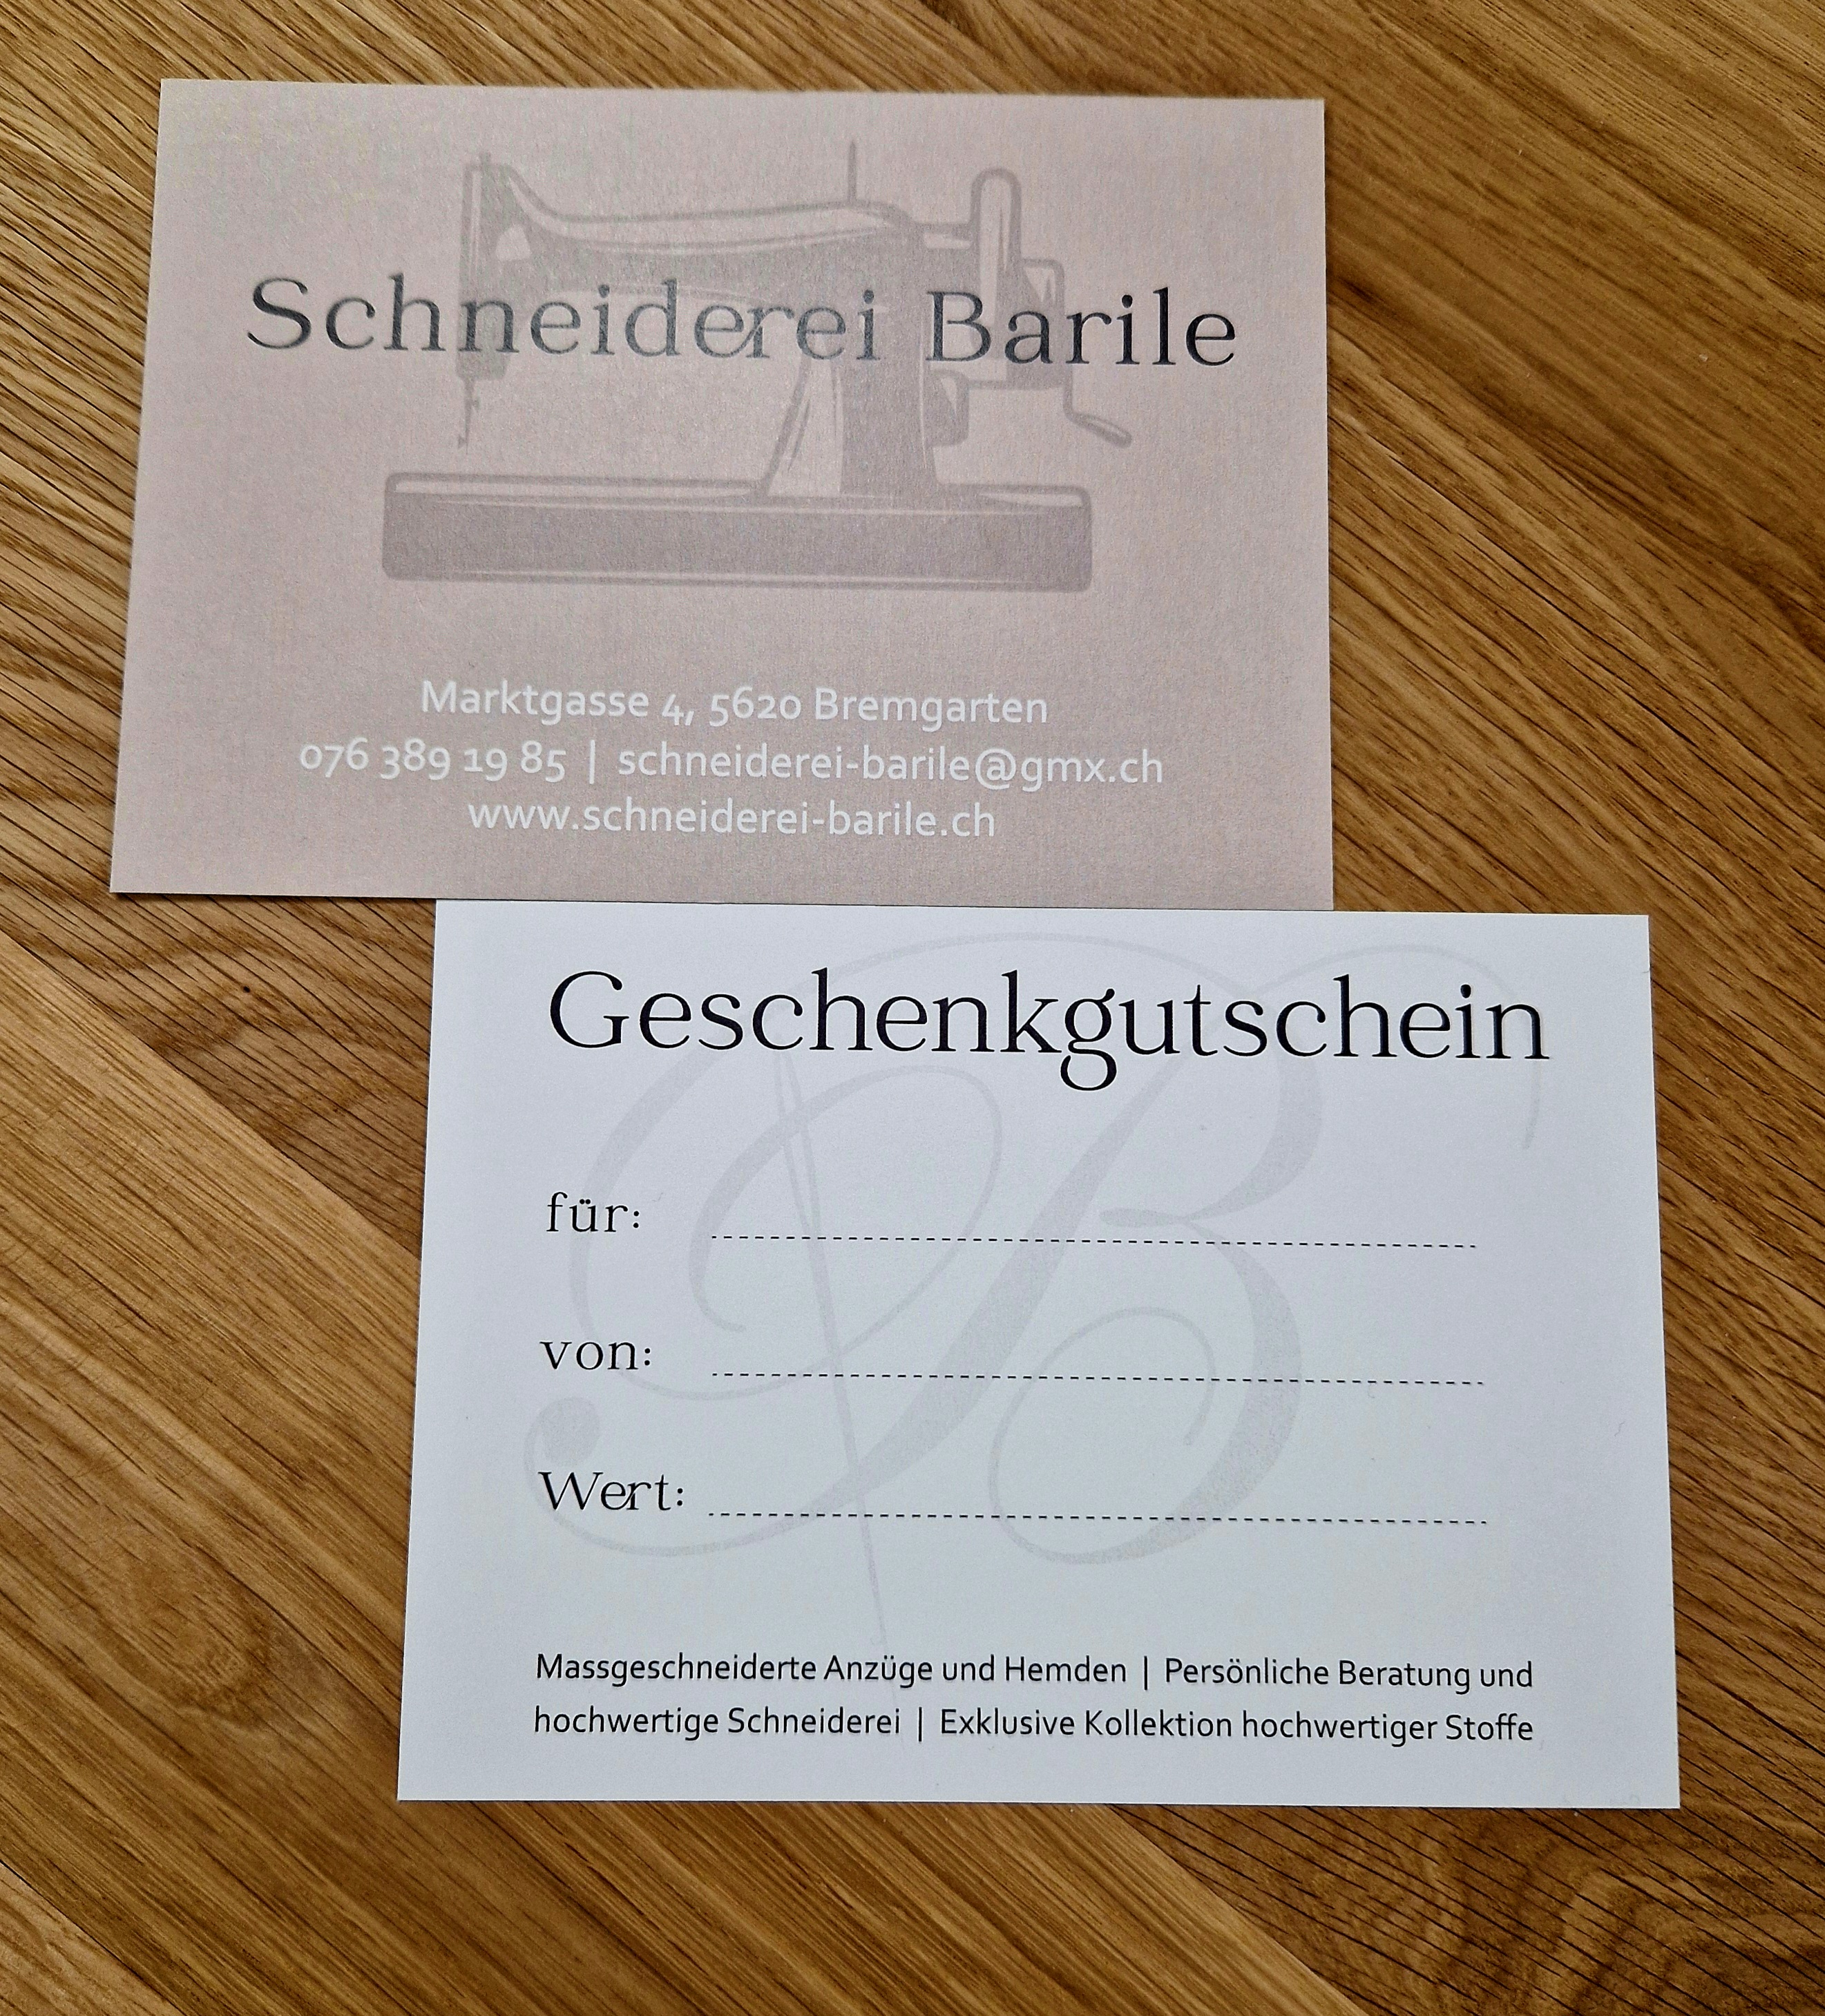 Schneiderei Barile
Marktgasse 4, 5620 Bremgarten
076 389 19 85 | schneiderei-barile@gmx.ch
www.schneiderei-barile.ch
Geschenkgutschein
für:
von:
Wert:
Massgeschneiderte Anzüge und Hemden | Persönliche Beratung und
hochwertige Schneiderei | Exklusive Kollektion hochwertiger Stoffe